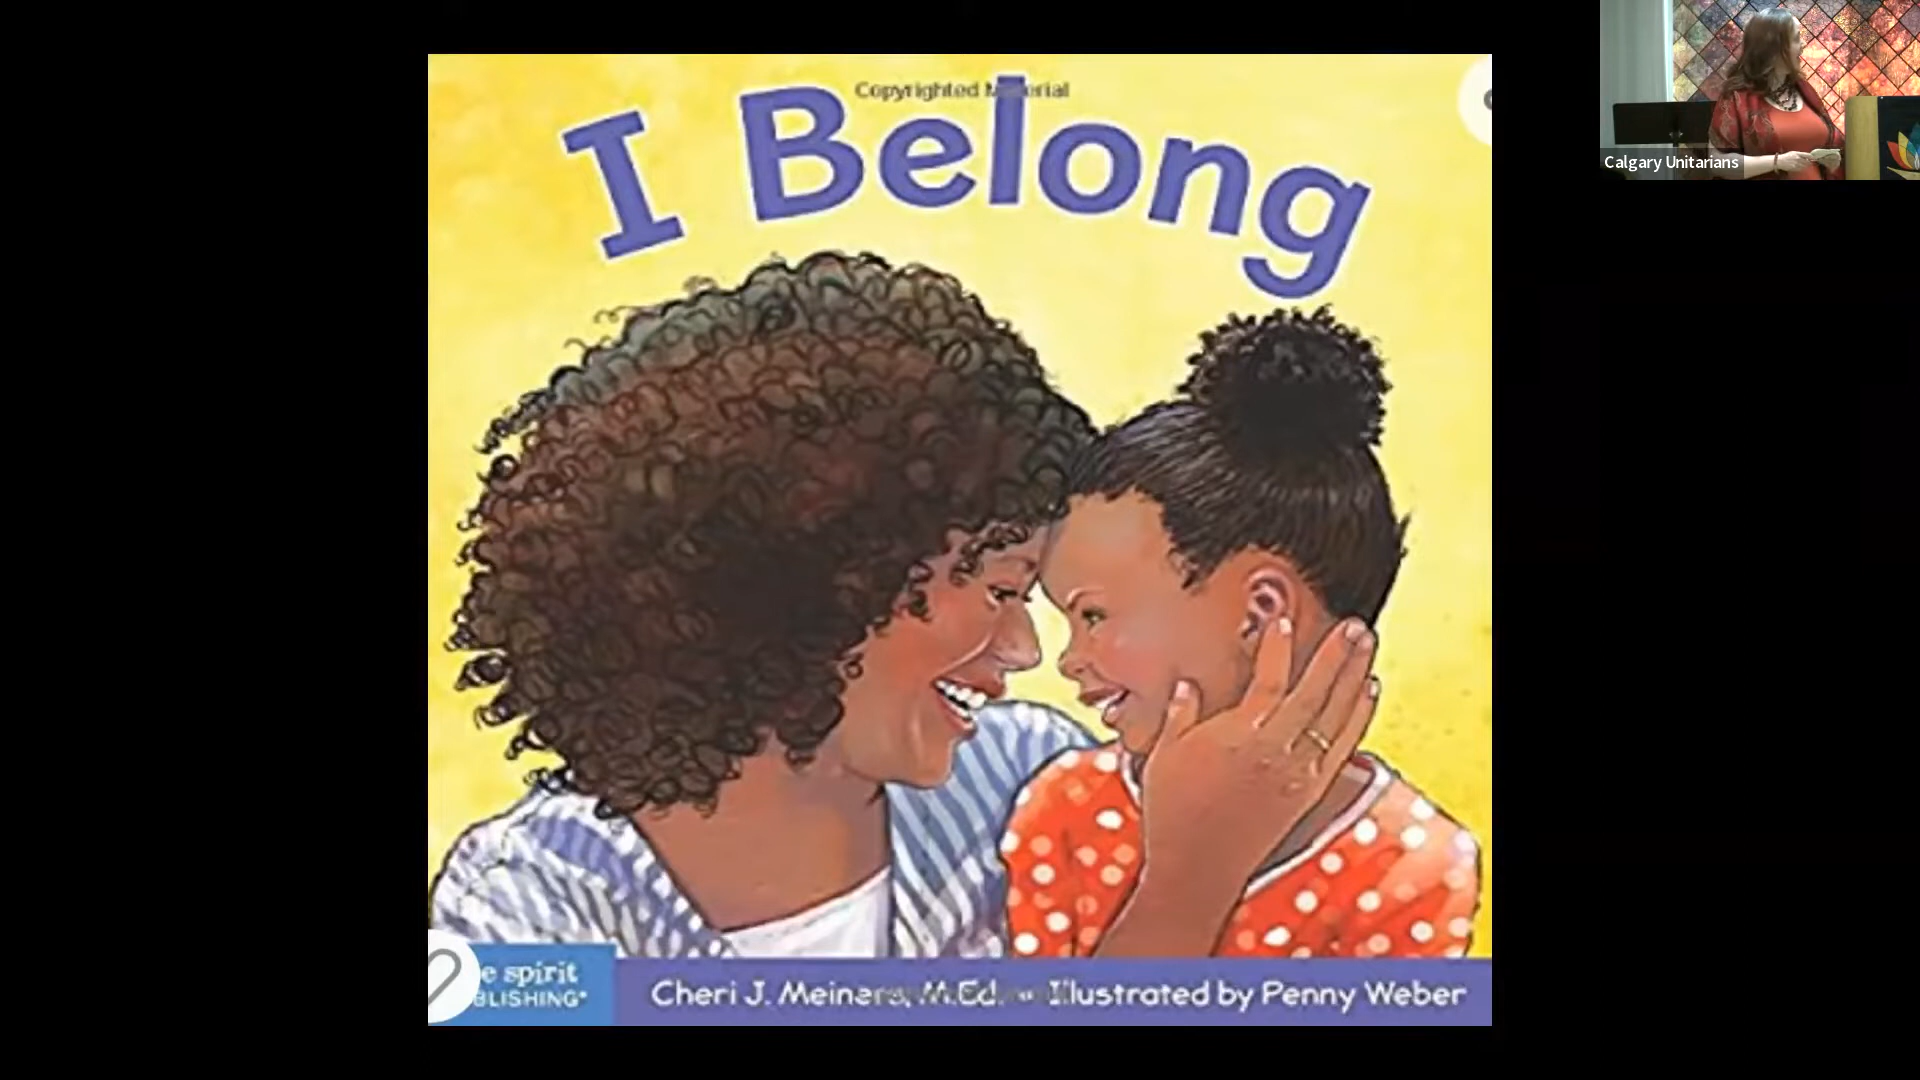 Copyrighted Material
I Belong
Calgary Unitarians
e spirit
BLISHING®
Cheri J. Meiners, M.Ed. • Illustrated by Penny Weber